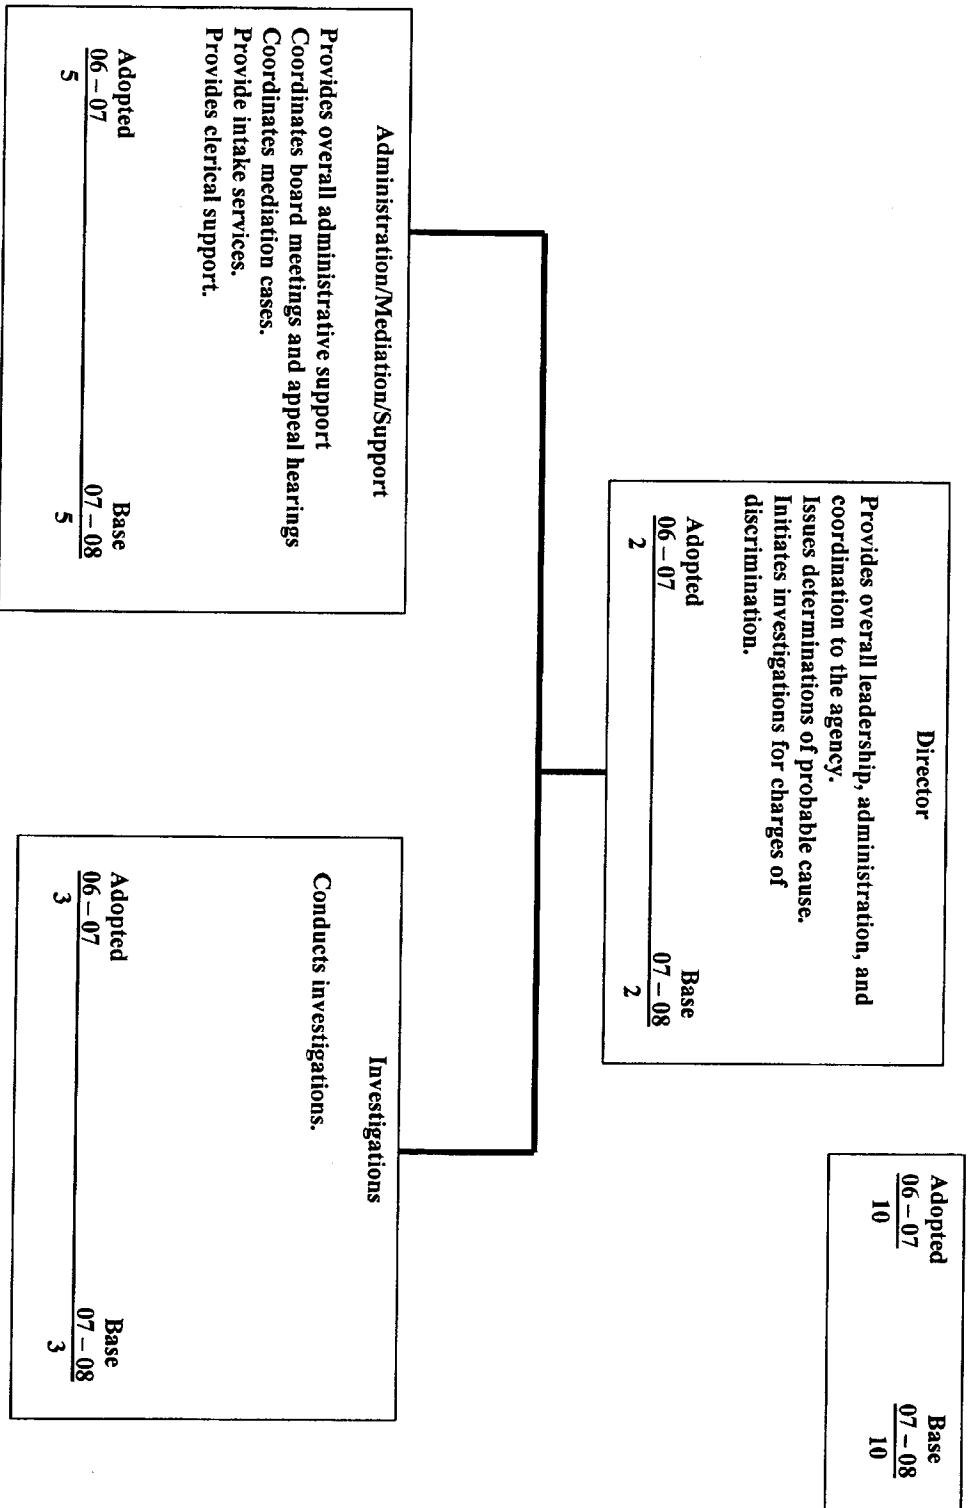 Adopted Base
06 – 07 07 – 08
10 10
Director
Provides overall leadership, administration, and
coordination to the agency.
Issues determinations of probable cause.
Initiates investigations for charges of
discrimination.
Adopted Base
06 – 07 07 – 08
2 2
Administration/Mediation/Support
Provides overall administrative support
Coordinates board meetings and appeal hearings
Coordinates mediation cases.
Provide intake services.
Provides clerical support.
Adopted Base
06 – 07 07 – 08
5 5
Investigations
Conducts investigations.
Adopted Base
06 – 07 07 – 08
3 3